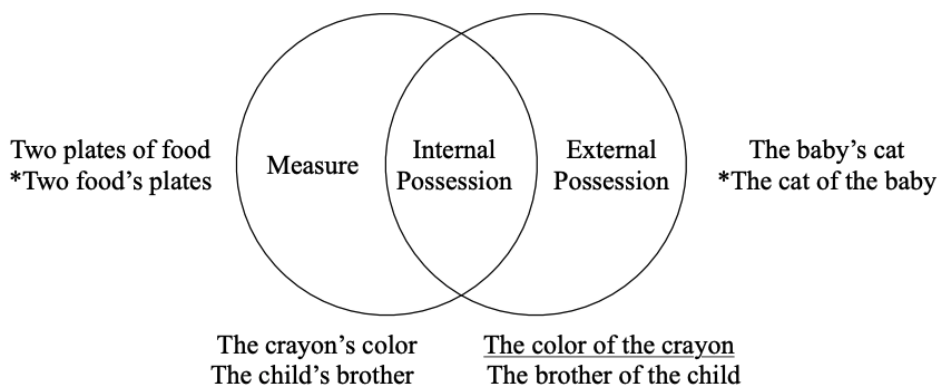 Two plates of food
*Two food's plates
Measure
Internal
Possession
External
Possession
The baby's cat
*The cat of the baby
The crayon's color
The child's brother
The color of the crayon
The brother of the child